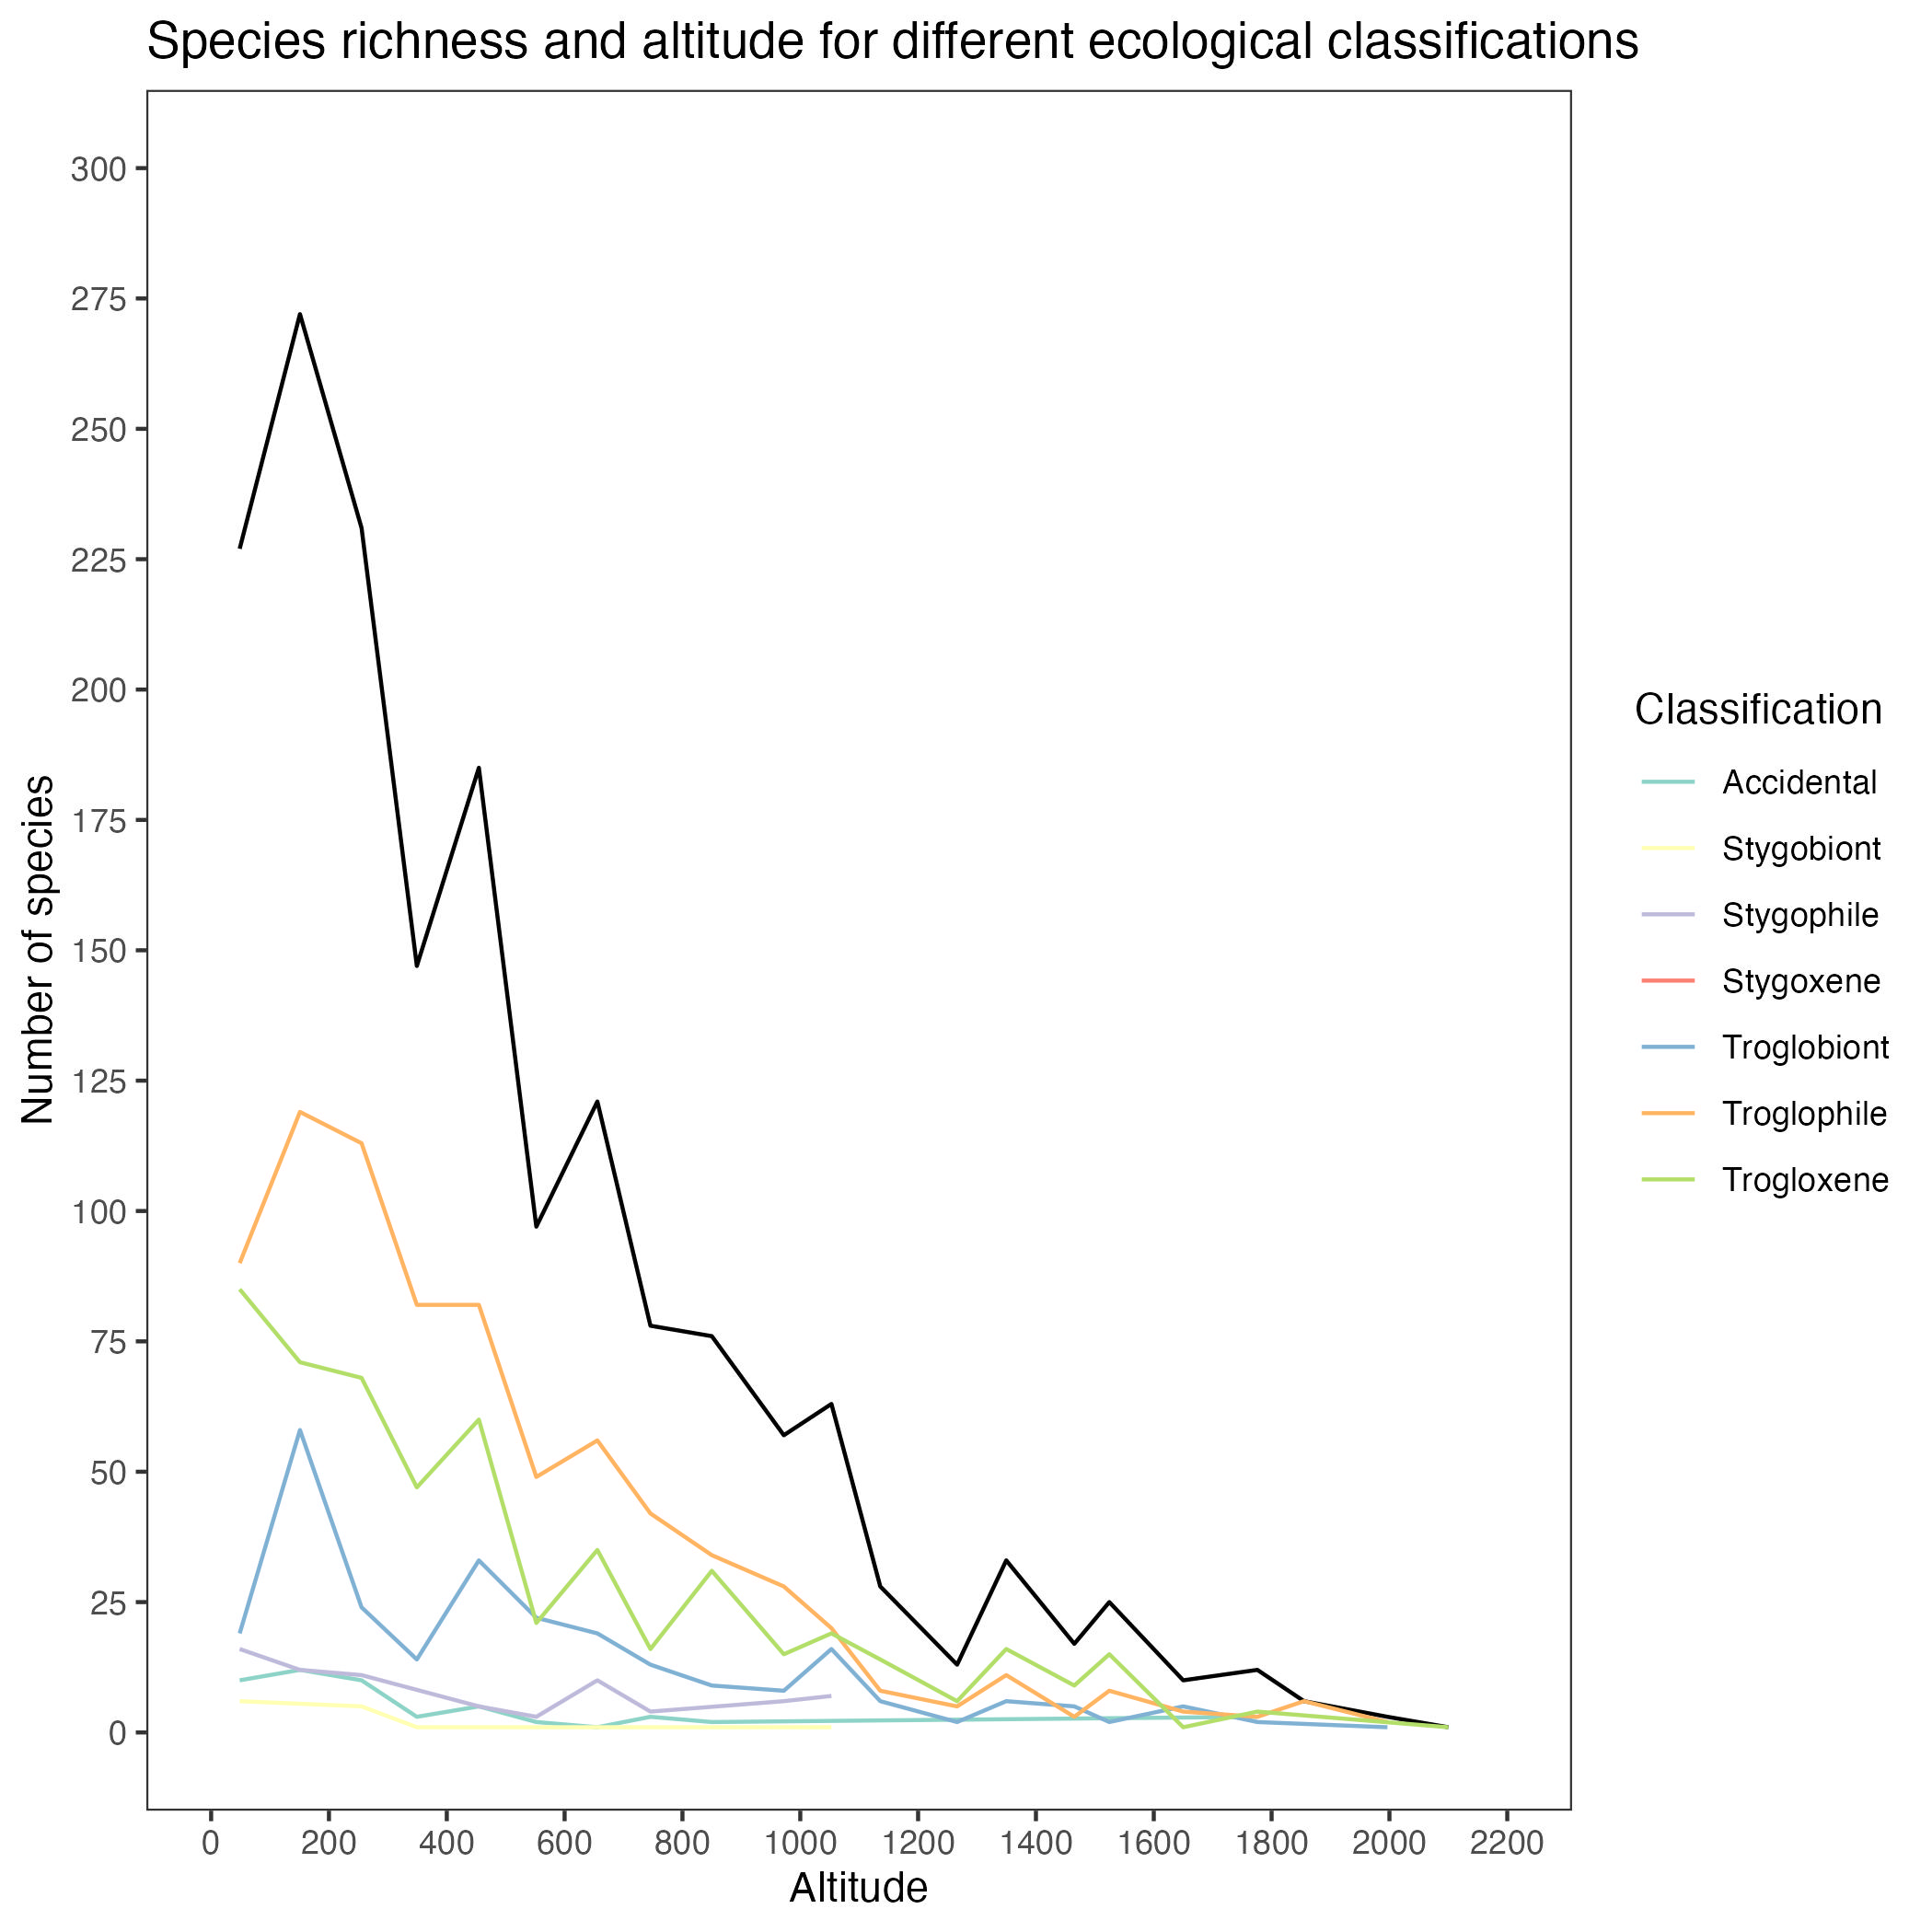 Species richness and altitude for different ecological classifications
300
275
250
225
200
175
150
125
100
75
50
25
0
Number of species
0 200 400 600 800 1000 1200 1400 1600 1800 2000 2200
Altitude
Classification
Accidental
Stygobiont
Stygophile
Stygoxene
Troglobiont
Troglophile
Trogloxene